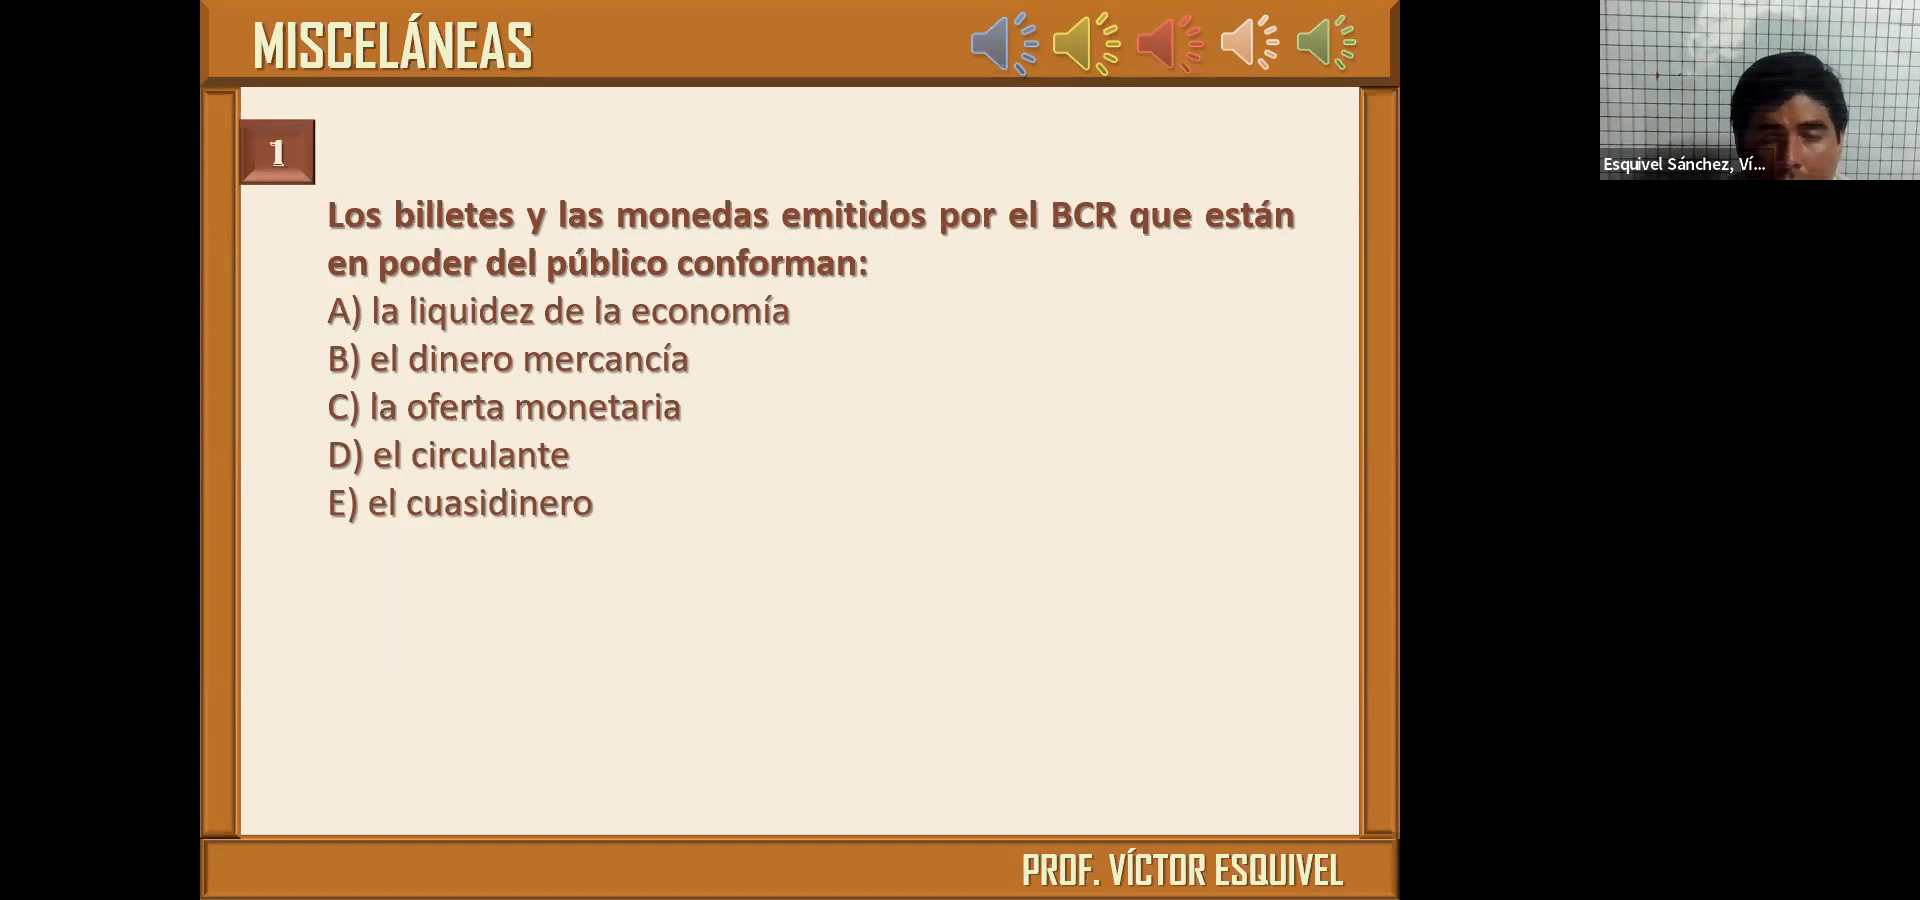 MISCELÁNEAS
1
Los billetes y las monedas emitidos por el BCR que están
en poder del público conforman:
A) la liquidez de la economía
B) el dinero mercancía
C) la oferta monetaria
D) el circulante
E) el cuasidinero
PROF. VÍCTOR ESQUIVEL
Esquivel Sánchez, Ví...